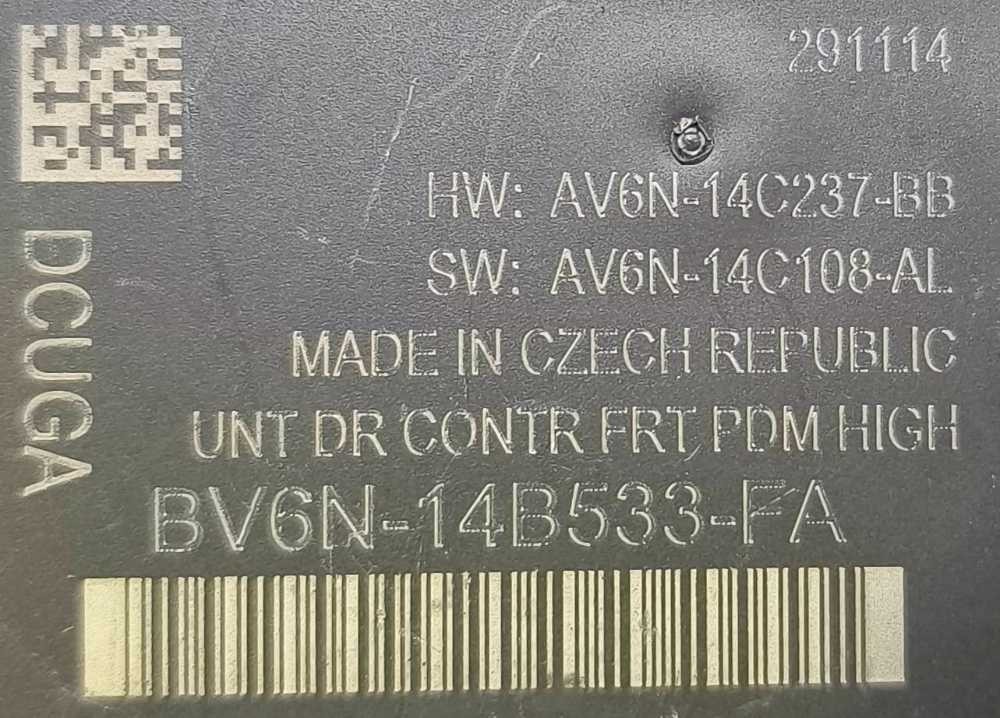 291114
HW: AV6N-14C237-BB
SW: AV6N-14C108-AL
MADE IN CZECH REPUBLIC
UNT DR CONTR FRT PDM HIGH
BV6N-14B533-FA
DCUGA